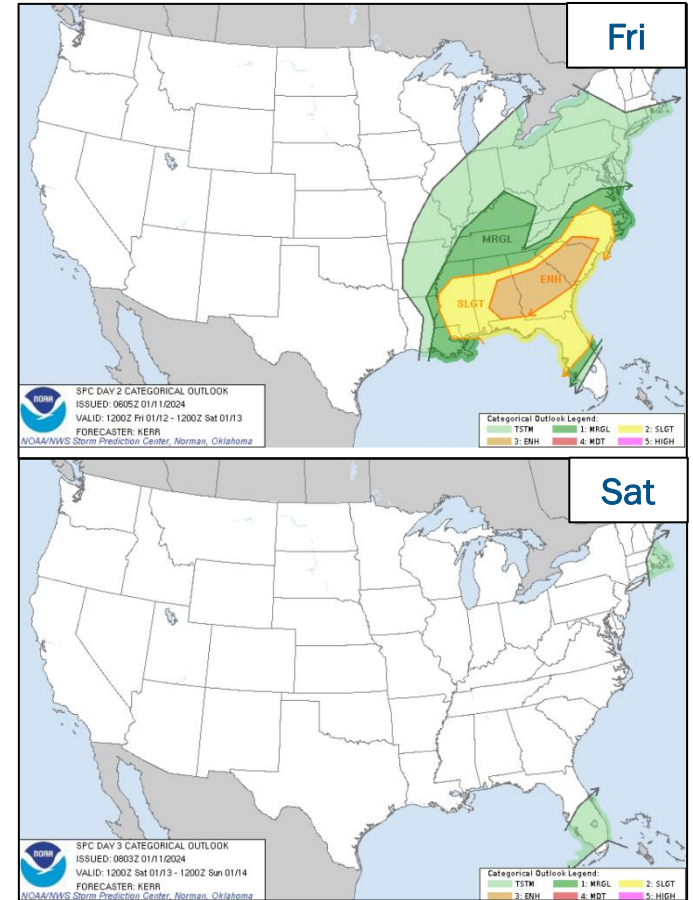 Fri
MRGL
ENH
SLGT
NOAA
SPC DAY 2 CATEGORICAL OUTLOOK
ISSUED: 0605Z 01/11/2024
VALID: 1200Z Fri 01/12 - 1200Z Sat 01/13
FORECASTER: KERR
NOAA/NWS Storm Prediction Center, Norman, Oklahoma
Categorical Outlook Legend:
TSTM 1: MRGL 2: SLGT
3: ENH 4: MDT 5: HIGH
Sat
NOAA
SPC DAY 3 CATEGORICAL OUTLOOK
ISSUED: 0803Z 01/11/2024
VALID: 1200Z Sat 01/13 - 1200Z Sun 01/14
FORECASTER: KERR
NOAA/NWS Storm Prediction Center, Norman, Oklahoma
Categorical Outlook Legend:
TSTM 1: MRGL 2: SLGT
3: ENH 4: MDT 5: HIGH